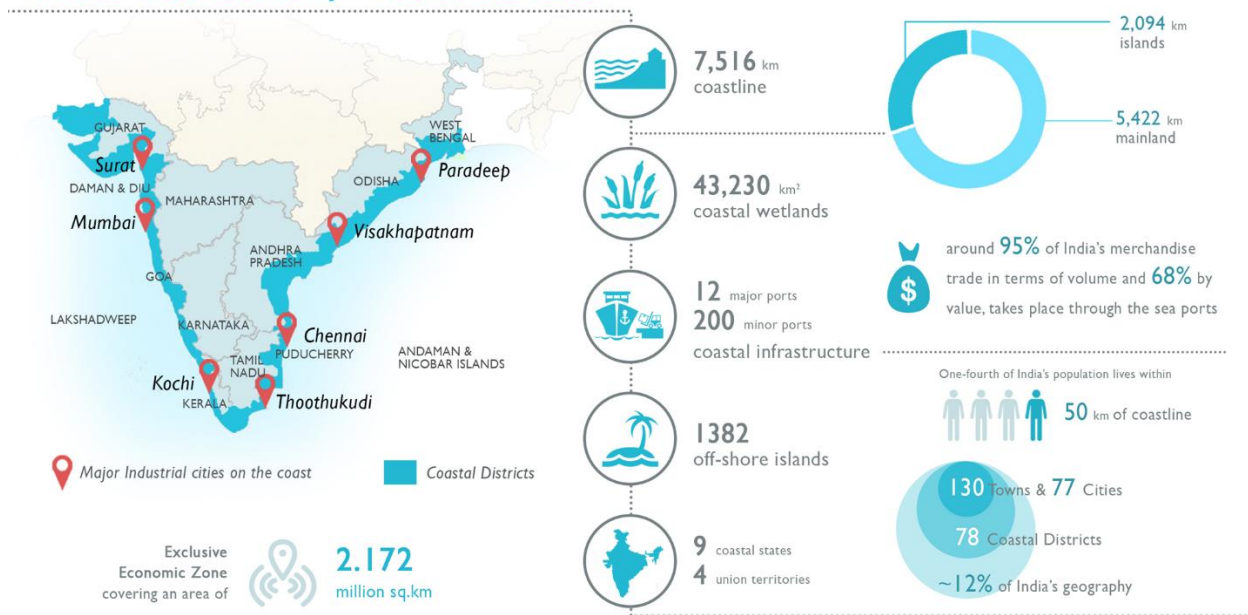 GUJARAT
Surat
DAMAN & DIU
MAHARASHTRA
Mumbai
GOA
LAKSHADWEEP
KARNATAKA
Kochi
KERALA
TAMIL
NADU
Thoothukudi
PUDUCHERRY
Chennai
ANDHRA
PRADESH
Visakhapatnam
ODISHA
Paradeep
WEST
BENGAL
ANDAMAN &
NICOBAR ISLANDS
Major Industrial cities on the coast
Coastal Districts
Exclusive
Economic Zone
covering an area of
2.172
million sq.km
7,516 km
coastline
43,230 km²
coastal wetlands
12 major ports
200 minor ports
coastal infrastructure
1382
off-shore islands
9 coastal states
4 union territories
2,094 km
islands
5,422 km
mainland
$
around 95% of India's merchandise
trade in terms of volume and 68% by
value, takes place through the sea ports
One-fourth of India's population lives within
50 km of coastline
130 Towns & 77 Cities
78 Coastal Districts
~12% of India's geography